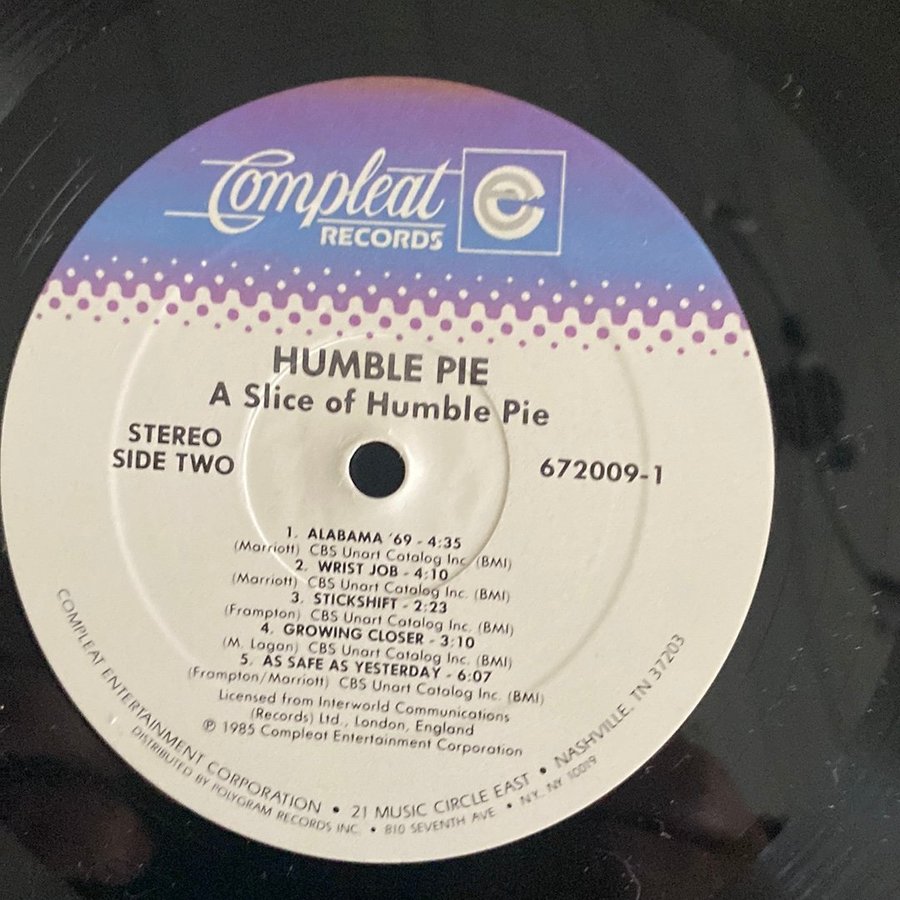 Compleat
RECORDS
HUMBLE PIE
A Slice of Humble Pie
STEREO
SIDE TWO
672009-1
1. ALABAMA '69 - 4:35
(Marriott) CBS Unart Catalog Inc. (BMI)
2. WRIST JOB - 4:10
(Marriott) CBS Unart Catalog Inc. (BMI)
3. STICKSHIFT - 2:23
(Frampton) CBS Unart Catalog Inc. (BMI)
4. GROWING CLOSER - 3:10
(M. Lagan) CBS Unart Catalog Inc. (BMI)
5. AS SAFE AS YESTERDAY - 6:07
(Frampton/Marriott) CBS Unart Catalog Inc. (BMI)
Licensed from Interworld Communications
(Records) Ltd., London, England
℗ 1985 Compleat Entertainment Corporation
COMPLEAT ENTERTAINMENT CORPORATION • 21 MUSIC CIRCLE EAST • NASHVILLE, TN 37203
DISTRIBUTED BY POLYGRAM RECORDS INC. • 810 SEVENTH AVE. • NY, NY 10019